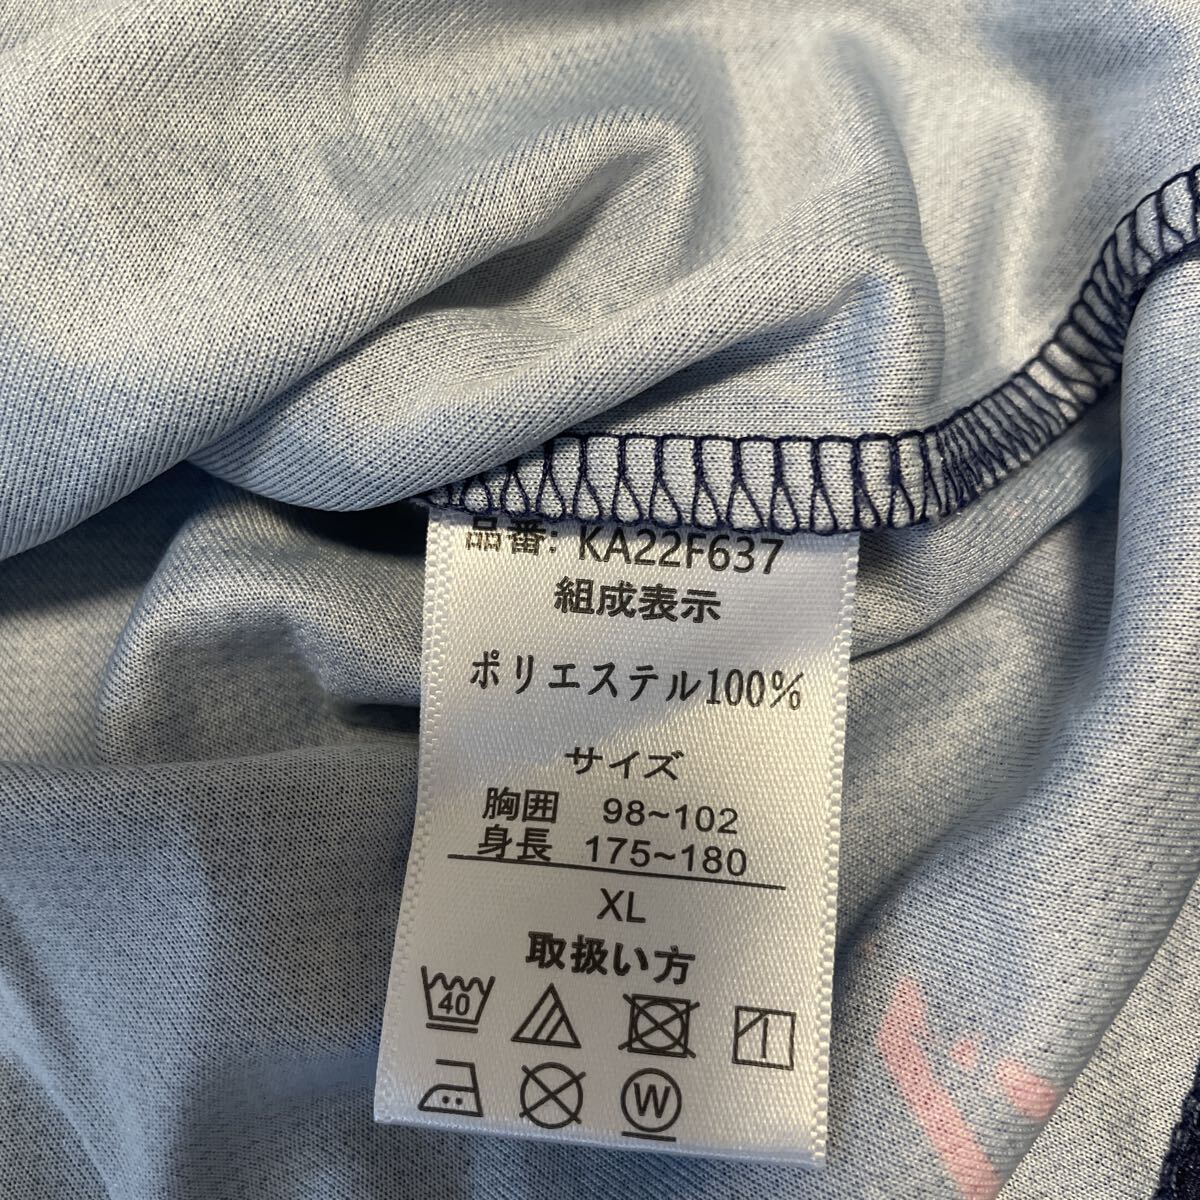 品番: KA22F637
組成表示
ポリエステル100%
サイズ
胸囲 98~102
身長 175~180
XL
取扱い方
40
W